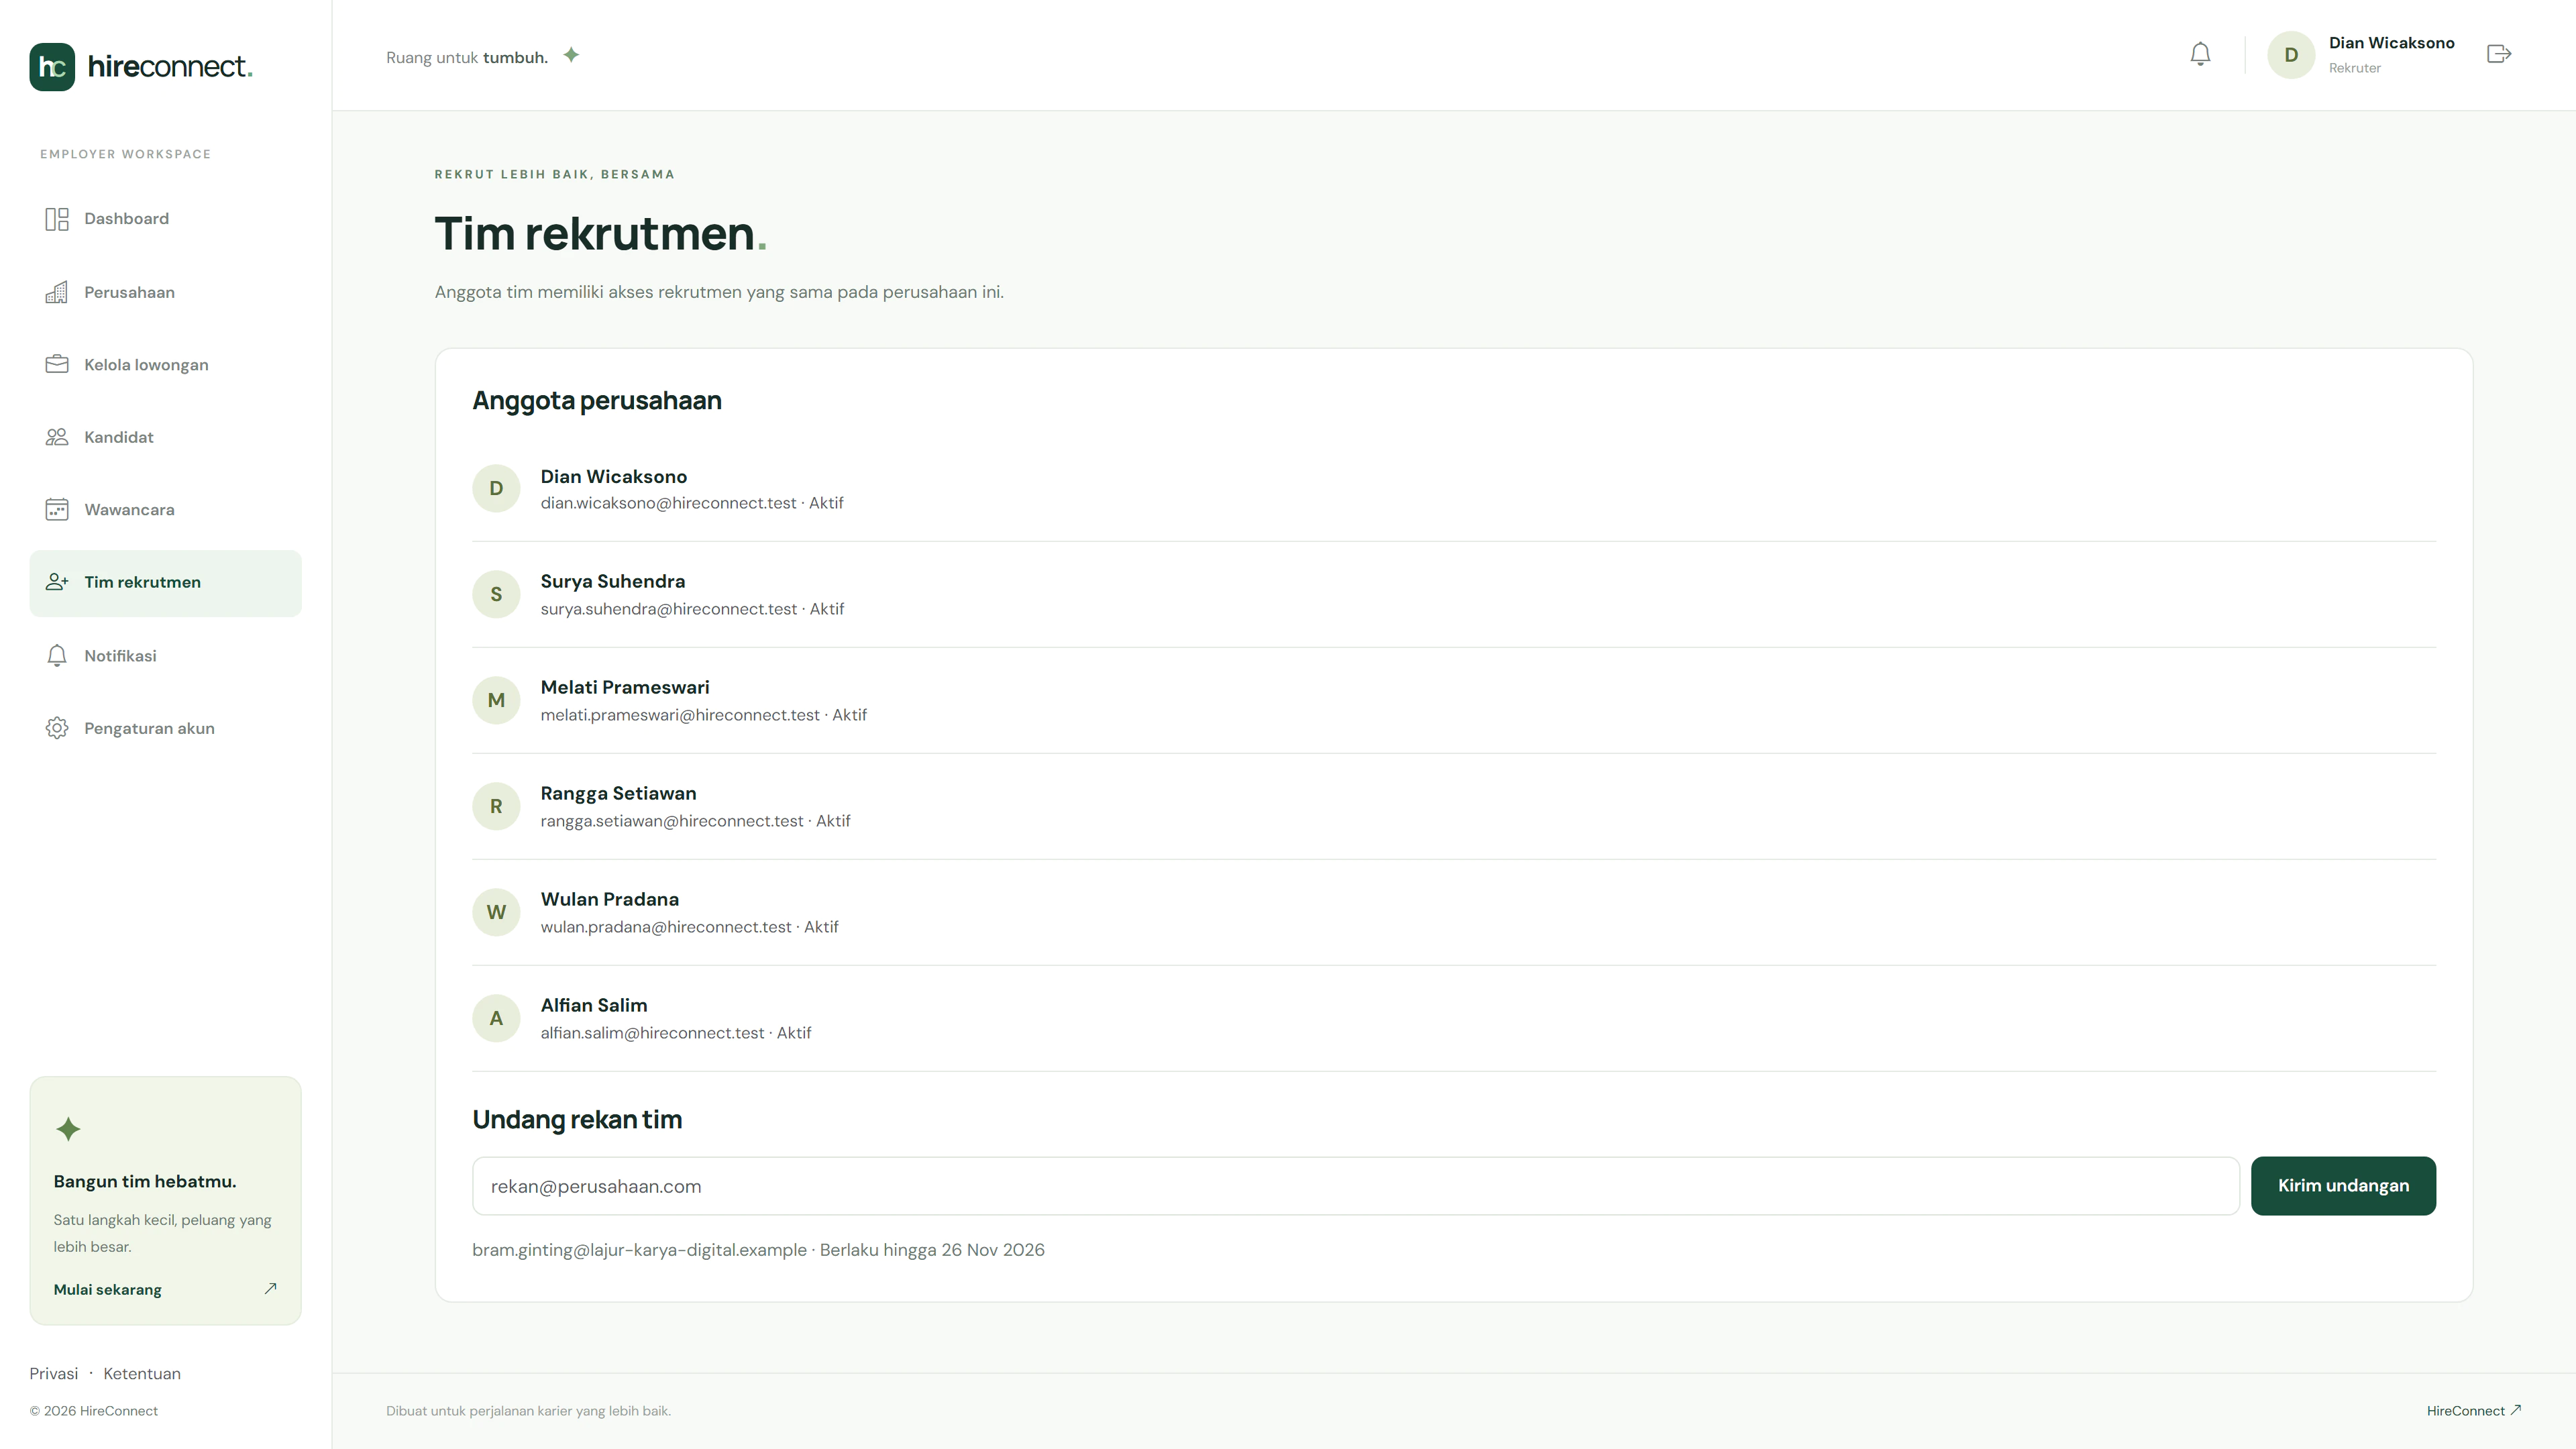 hc hireconnect.
EMPLOYER WORKSPACE
Dashboard
Perusahaan
Kelola lowongan
Kandidat
Wawancara
Tim rekrutmen
Notifikasi
Pengaturan akun
Bangun tim hebatmu.
Satu langkah kecil, peluang yang
lebih besar.
Mulai sekarang
Privasi · Ketentuan
© 2026 HireConnect
Ruang untuk tumbuh.
D
Dian Wicaksono
Rekruter
REKRUT LEBIH BAIK, BERSAMA
Tim rekrutmen.
Anggota tim memiliki akses rekrutmen yang sama pada perusahaan ini.
Anggota perusahaan
D
Dian Wicaksono
dian.wicaksono@hireconnect.test · Aktif
S
Surya Suhendra
surya.suhendra@hireconnect.test · Aktif
M
Melati Prameswari
melati.prameswari@hireconnect.test · Aktif
R
Rangga Setiawan
rangga.setiawan@hireconnect.test · Aktif
W
Wulan Pradana
wulan.pradana@hireconnect.test · Aktif
A
Alfian Salim
alfian.salim@hireconnect.test · Aktif
Undang rekan tim
rekan@perusahaan.com
Kirim undangan
bram.ginting@lajur-karya-digital.example · Berlaku hingga 26 Nov 2026
Dibuat untuk perjalanan karier yang lebih baik.
HireConnect